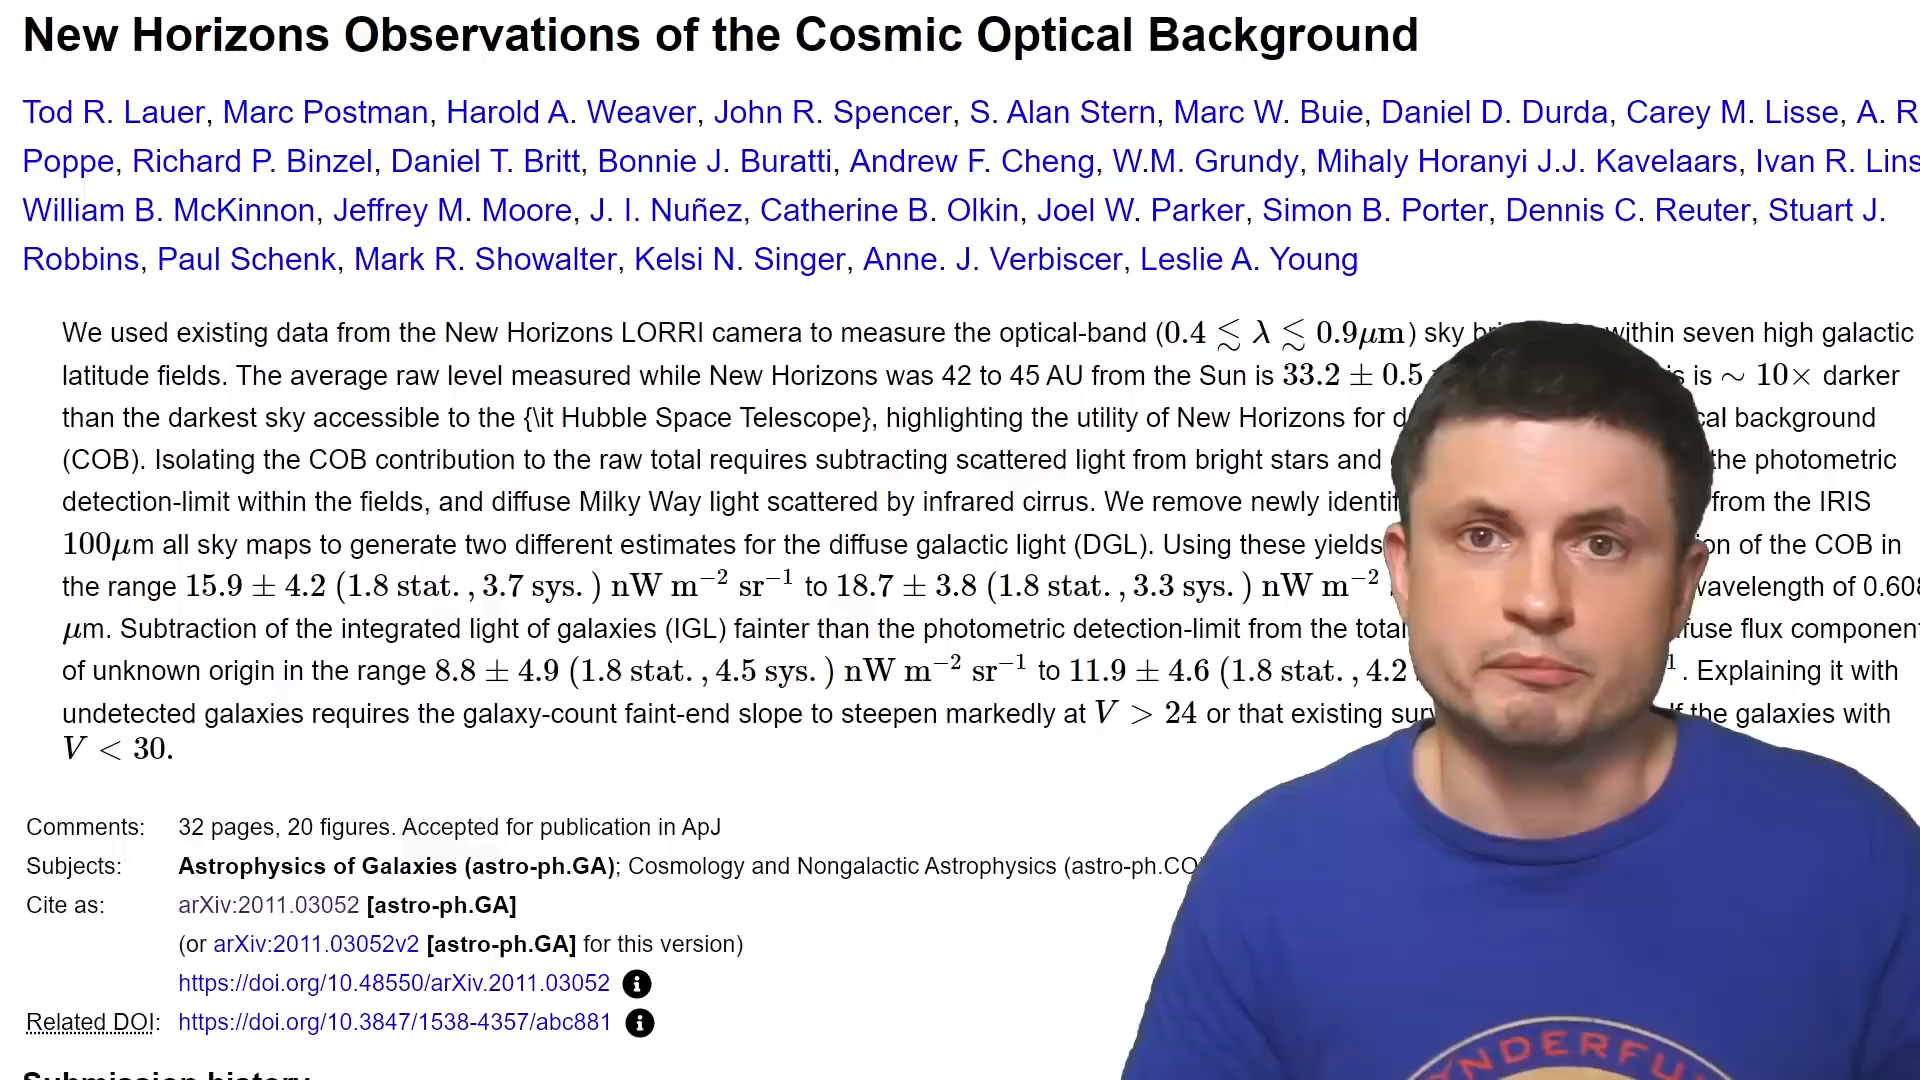 New Horizons Observations of the Cosmic Optical Background
Tod R. Lauer, Marc Postman, Harold A. Weaver, John R. Spencer, S. Alan Stern, Marc W. Buie, Daniel D. Durda, Carey M. Lisse, A. R
Poppe, Richard P. Binzel, Daniel T. Britt, Bonnie J. Buratti, Andrew F. Cheng, W.M. Grundy, Mihaly Horanyi J.J. Kavelaars, Ivan R. Lins
William B. McKinnon, Jeffrey M. Moore, J. I. Nuñez, Catherine B. Olkin, Joel W. Parker, Simon B. Porter, Dennis C. Reuter, Stuart J.
Robbins, Paul Schenk, Mark R. Showalter, Kelsi N. Singer, Anne. J. Verbiscer, Leslie A. Young
We used existing data from the New Horizons LORRI camera to measure the optical-band (0.4 ≲ λ ≲ 0.9μm) sky within seven high galactic
latitude fields. The average raw level measured while New Horizons was 42 to 45 AU from the Sun is 33.2 ± 0.5 is ∼ 10× darker
than the darkest sky accessible to the {\it Hubble Space Telescope}, highlighting the utility of New Horizons for background
(COB). Isolating the COB contribution to the raw total requires subtracting scattered light from bright stars and the photometric
detection-limit within the fields, and diffuse Milky Way light scattered by infrared cirrus. We remove newly from the IRIS
100μm all sky maps to generate two different estimates for the diffuse galactic light (DGL). Using these yields of the COB in
the range 15.9 ± 4.2 (1.8 stat., 3.7 sys.) nW m⁻² sr⁻¹ to 18.7 ± 3.8 (1.8 stat., 3.3 sys.) nW m⁻² wavelength of 0.608
μm. Subtraction of the integrated light of galaxies (IGL) fainter than the photometric detection-limit from the total flux component
of unknown origin in the range 8.8 ± 4.9 (1.8 stat., 4.5 sys.) nW m⁻² sr⁻¹ to 11.9 ± 4.6 (1.8 stat., 4.2 ¹. Explaining it with
undetected galaxies requires the galaxy-count faint-end slope to steepen markedly at V > 24 or that existing the galaxies with
V < 30.
Comments: 32 pages, 20 figures. Accepted for publication in ApJ
Subjects: Astrophysics of Galaxies (astro-ph.GA); Cosmology and Nongalactic Astrophysics (astro-ph.CO)
Cite as: arXiv:2011.03052 [astro-ph.GA]
(or arXiv:2011.03052v2 [astro-ph.GA] for this version)
https://doi.org/10.48550/arXiv.2011.03052
Related DOI: https://doi.org/10.3847/1538-4357/abc881
Submission history